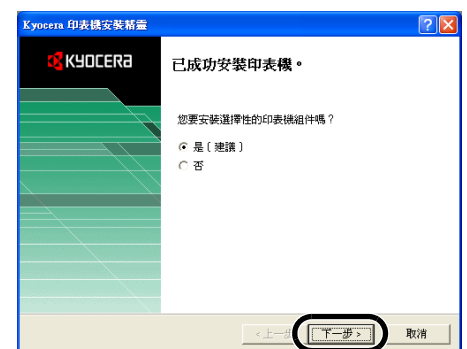 Kyocera 印表機安裝精靈
KYOCERA
已成功安裝印表機。
您要安裝選擇性的印表機組件嗎？
是〔建議〕
否
<上一步
下一步 >
取消